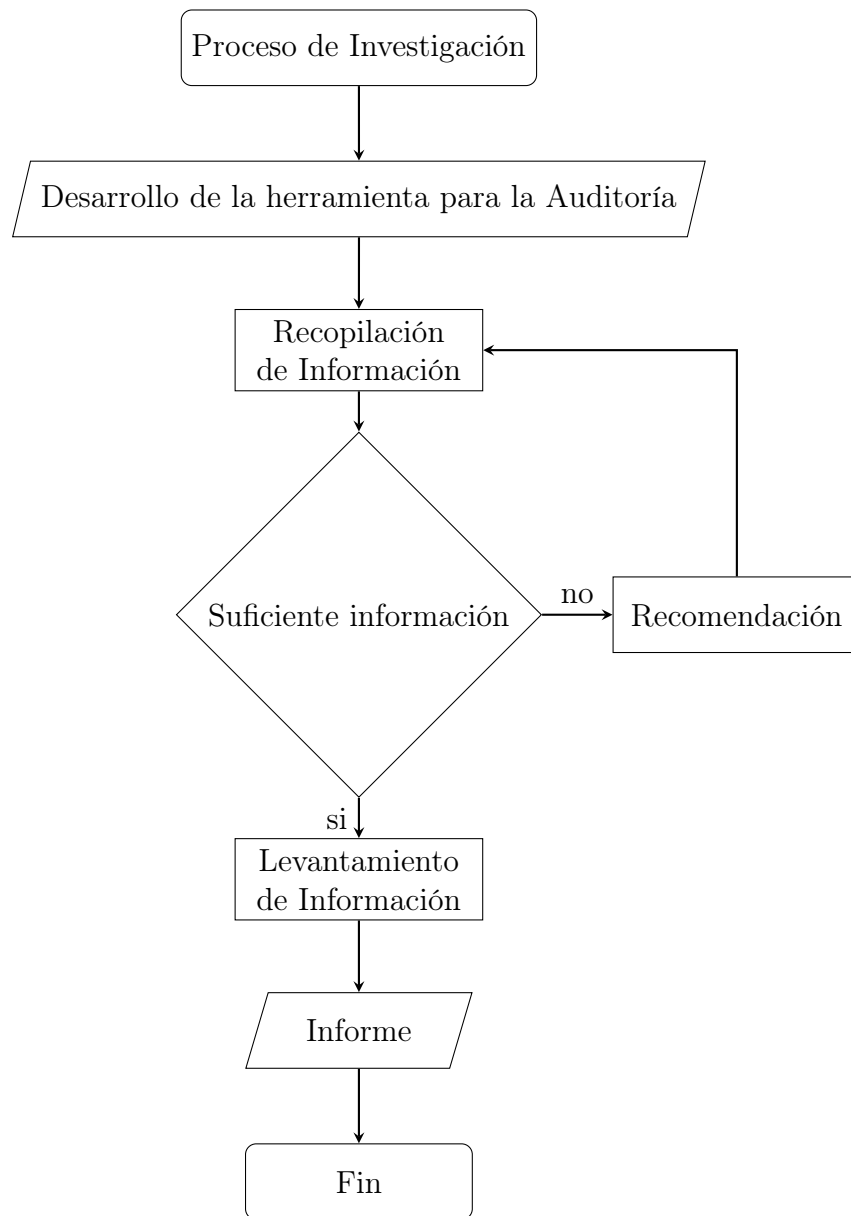 Proceso de Investigación
Desarrollo de la herramienta para la Auditoría
Recopilación
de Información
Suficiente información
no
Recomendación
si
Levantamiento
de Información
Informe
Fin